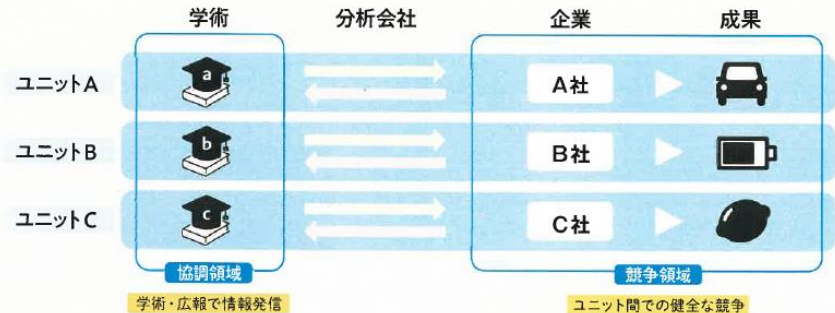 学術 分析会社 企業 成果
ユニットA a A社
ユニットB b B社
ユニットC c C社
協調領域 競争領域
学術・広報で情報発信 ユニット間での健全な競争